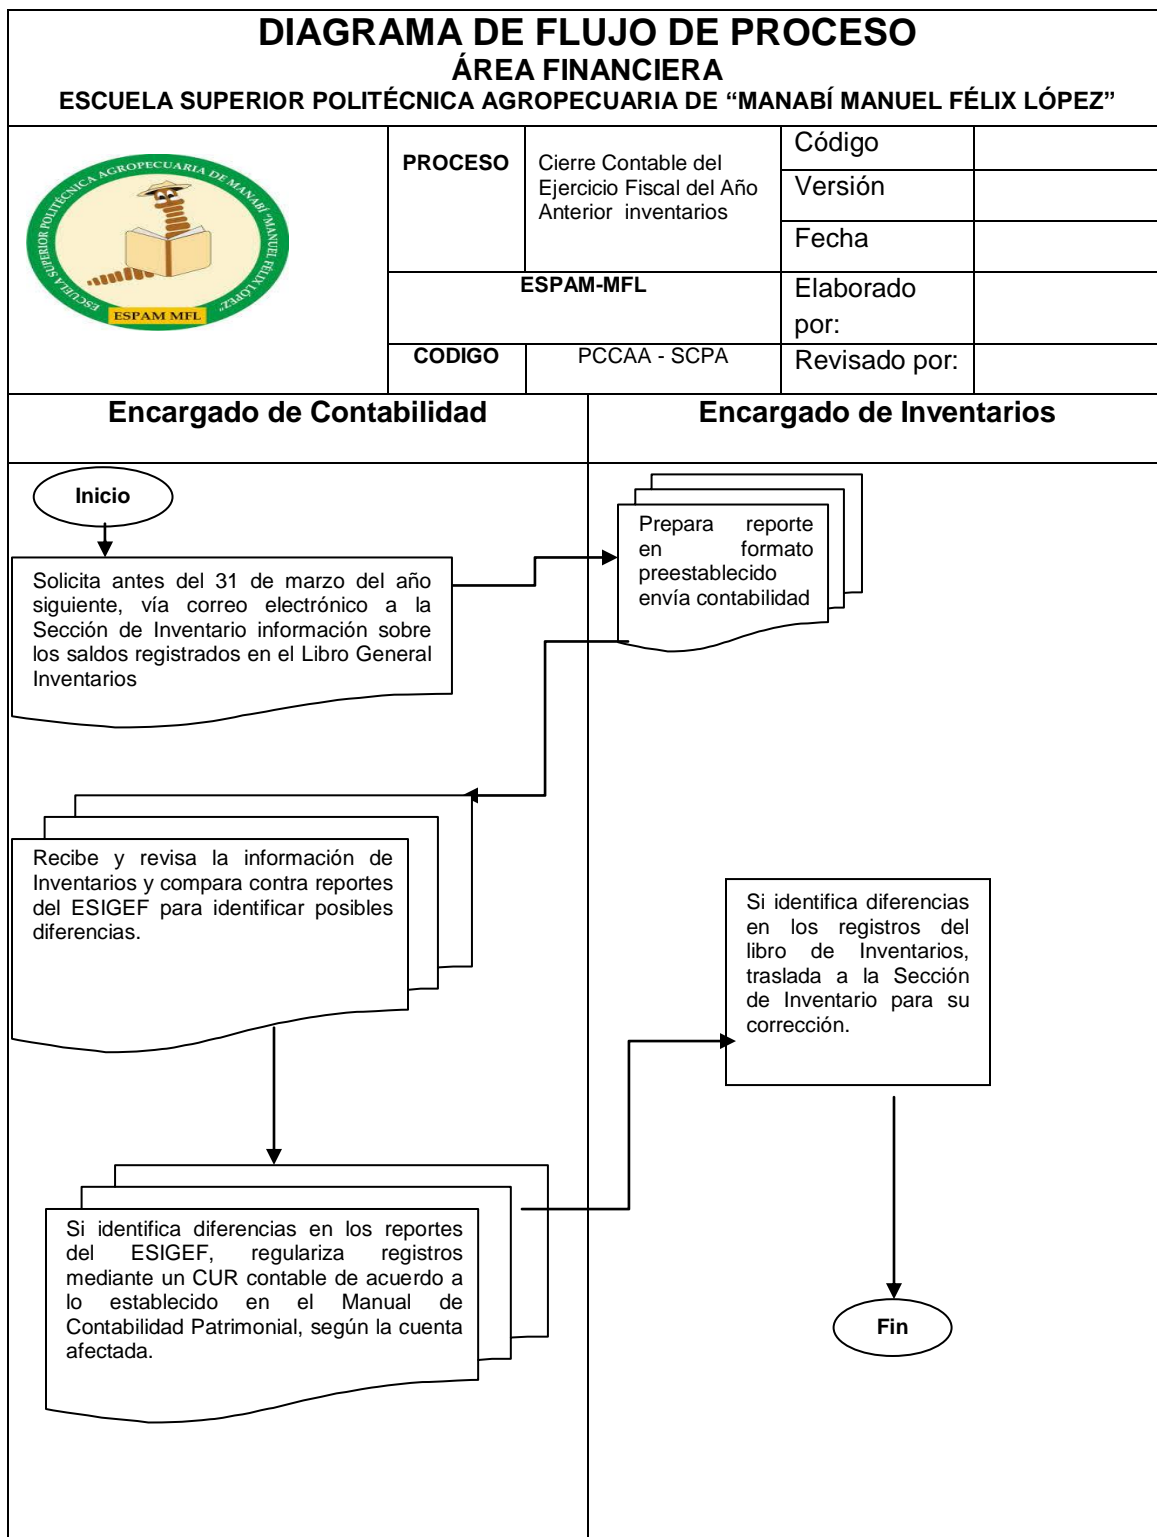 DIAGRAMA DE FLUJO DE PROCESO
ÁREA FINANCIERA
ESCUELA SUPERIOR POLITÉCNICA AGROPECUARIA DE “MANABÍ MANUEL FÉLIX LÓPEZ”
ESCUELA SUPERIOR POLITÉCNICA AGROPECUARIA DE MANABÍ "MANUEL FÉLIX LÓPEZ"
ESPAM MFL
PROCESO
Cierre Contable del
Ejercicio Fiscal del Año
Anterior inventarios
Código
Versión
Fecha
ESPAM-MFL
Elaborado
por:
CODIGO
PCCAA - SCPA
Revisado por:
Encargado de Contabilidad
Encargado de Inventarios
Inicio
Solicita antes del 31 de marzo del año
siguiente, vía correo electrónico a la
Sección de Inventario información sobre
los saldos registrados en el Libro General
Inventarios
Prepara reporte
en formato
preestablecido
envía contabilidad
Recibe y revisa la información de
Inventarios y compara contra reportes
del ESIGEF para identificar posibles
diferencias.
Si identifica diferencias
en los registros del
libro de Inventarios,
traslada a la Sección
de Inventario para su
corrección.
Si identifica diferencias en los reportes
del ESIGEF, regulariza registros
mediante un CUR contable de acuerdo a
lo establecido en el Manual de
Contabilidad Patrimonial, según la cuenta
afectada.
Fin